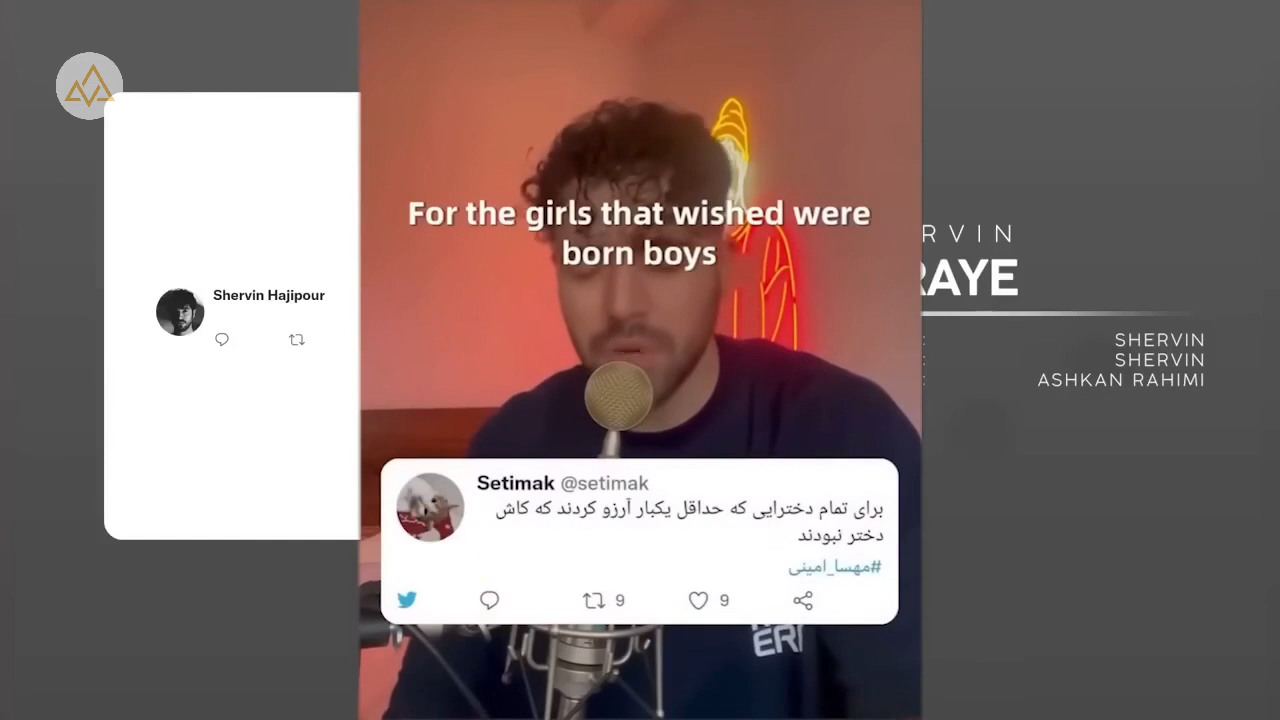 Shervin Hajipour
For the girls that wished were
born boys
Setimak @setimak
برای تمام دخترایی که حداقل یکبار آرزو کردند که کاش
دختر نبودند
#مهسا_امینی
9
9
ERVIN
RAYE
SHERVIN
SHERVIN
ASHKAN RAHIMI